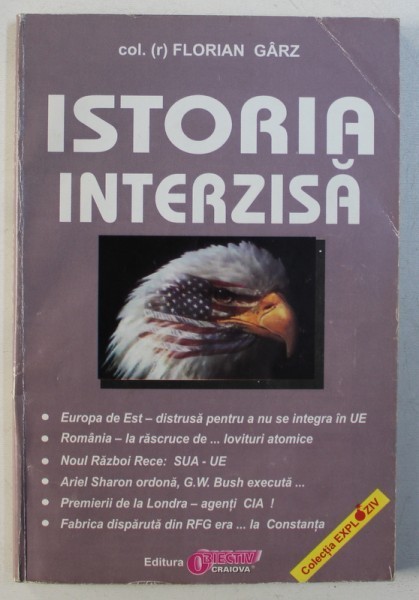 col. (r) FLORIAN GÂRZ
ISTORIA
INTERZISĂ
• Europa de Est – distrusă pentru a nu se integra în UE
• România – la răscruce de ... lovituri atomice
• Noul Război Rece: SUA - UE
• Ariel Sharon ordonă, G.W. Bush execută ...
• Premierii de la Londra – agenți CIA !
• Fabrica dispărută din RFG era ... la Constanța
Colecția EXPLOZIV
Editura OBIECTIV
CRAIOVA